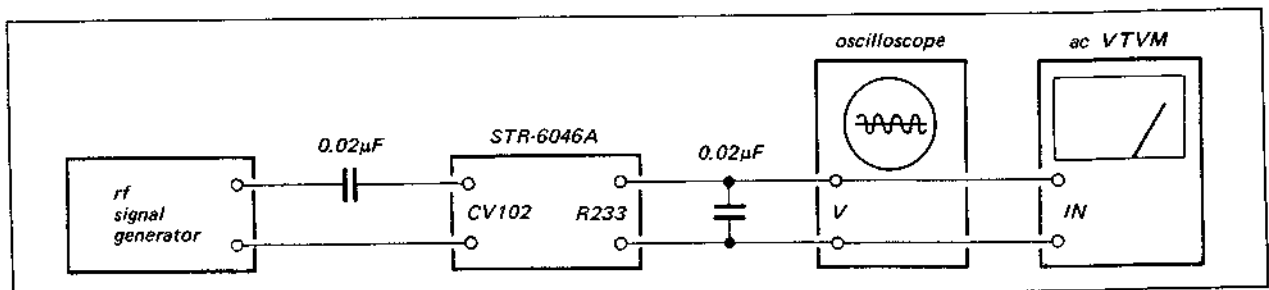 oscilloscope
ac VTVM
0.02μF
STR-6046A
0.02μF
rf
signal
generator
CV102
R233
V
IN